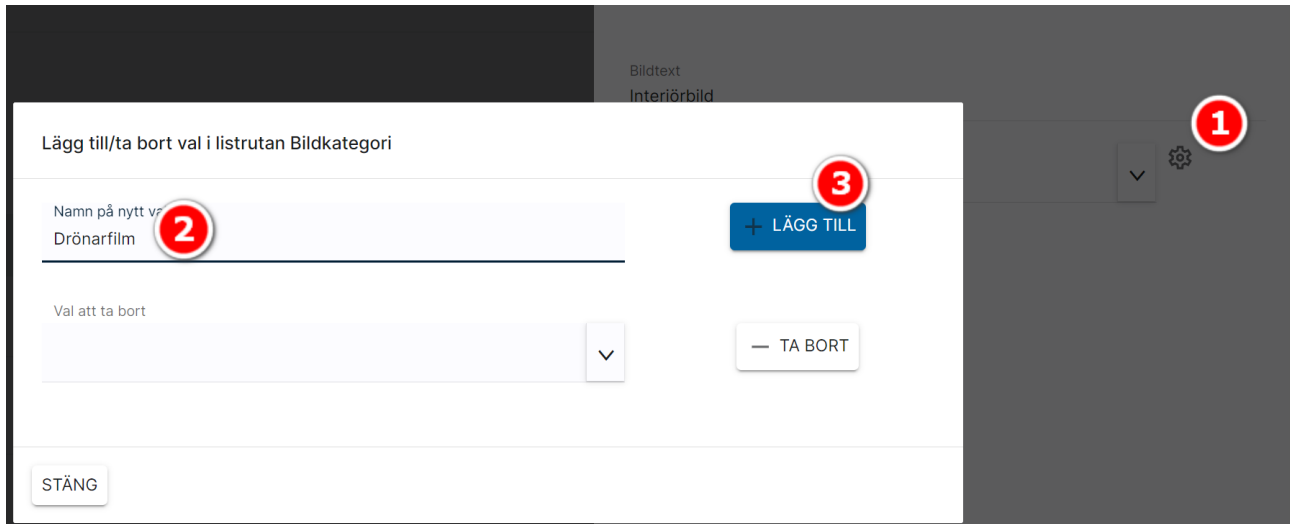 Bildtext
Interiörbild
1
Lägg till/ta bort val i listrutan Bildkategori
3
Namn på nytt
Drönarfilm
2
LÄGG TILL
Val att ta bort
TA BORT
STÄNG